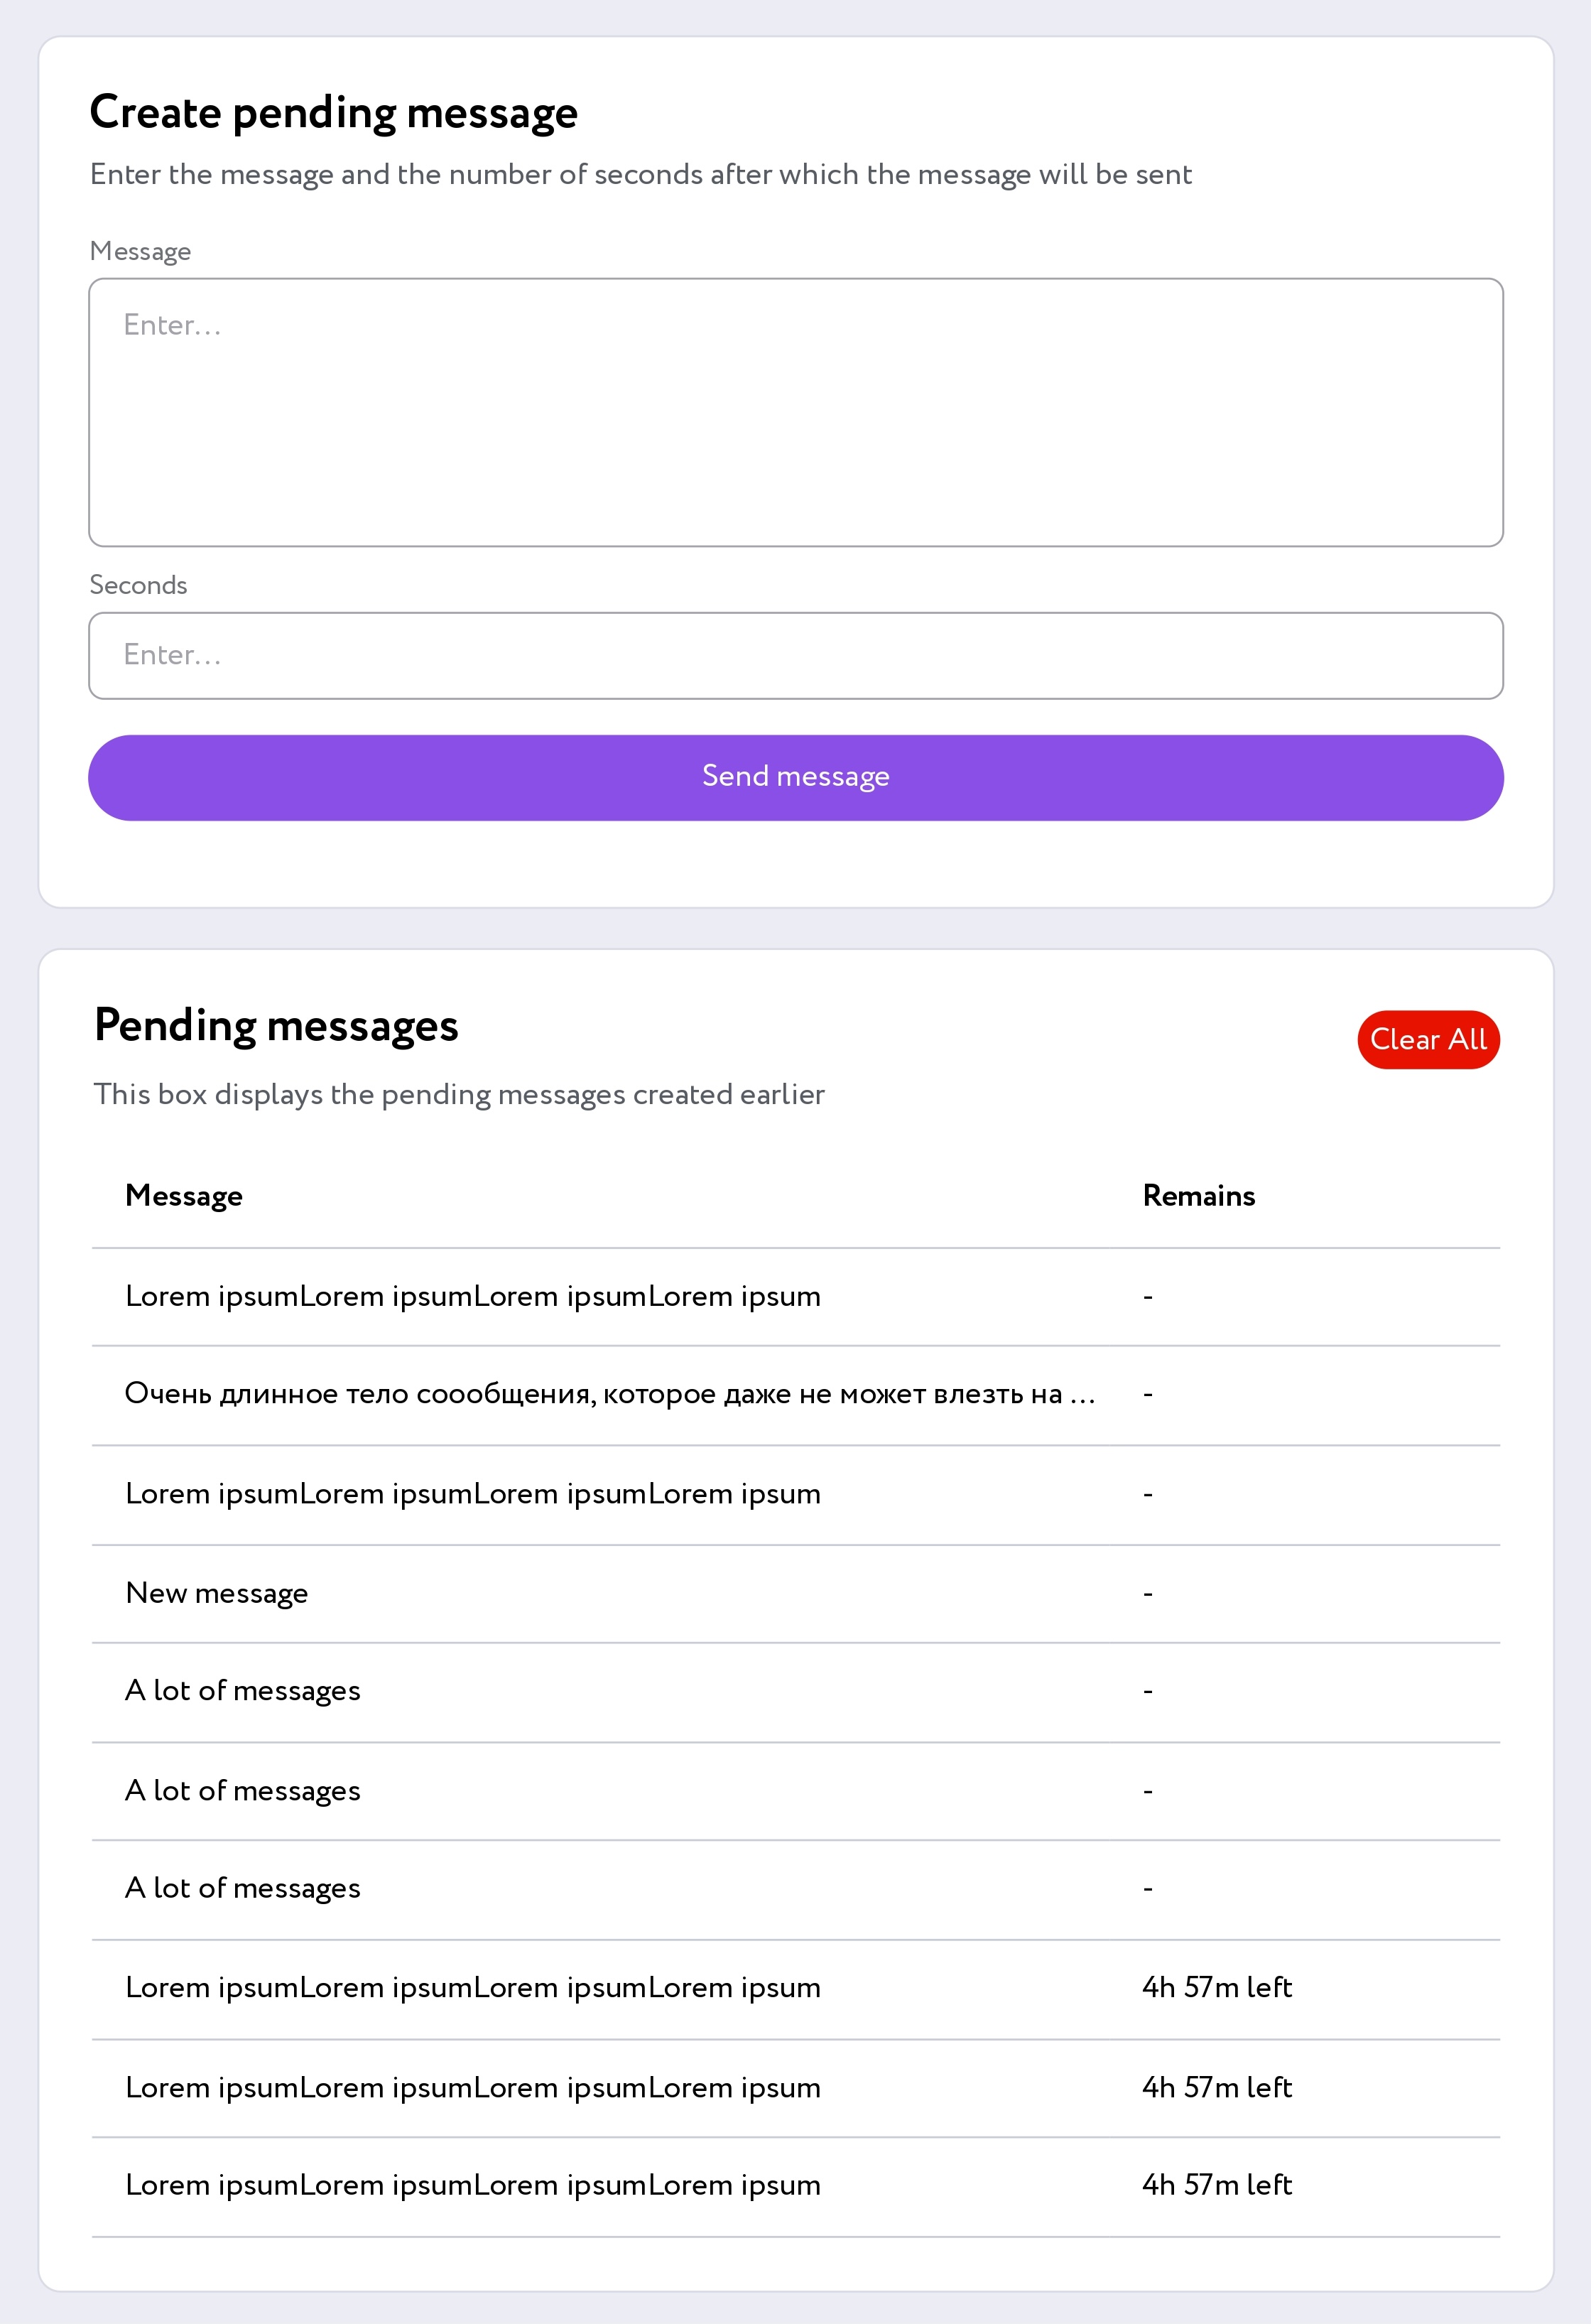 Create pending message
Enter the message and the number of seconds after which the message will be sent
Message
Enter...
Seconds
Enter...
Send message
Pending messages
Clear All
This box displays the pending messages created earlier
Message Remains
Lorem ipsumLorem ipsumLorem ipsumLorem ipsum -
Очень длинное тело соообщения, которое даже не может влезть на ... -
Lorem ipsumLorem ipsumLorem ipsumLorem ipsum -
New message -
A lot of messages -
A lot of messages -
A lot of messages -
Lorem ipsumLorem ipsumLorem ipsumLorem ipsum 4h 57m left
Lorem ipsumLorem ipsumLorem ipsumLorem ipsum 4h 57m left
Lorem ipsumLorem ipsumLorem ipsumLorem ipsum 4h 57m left